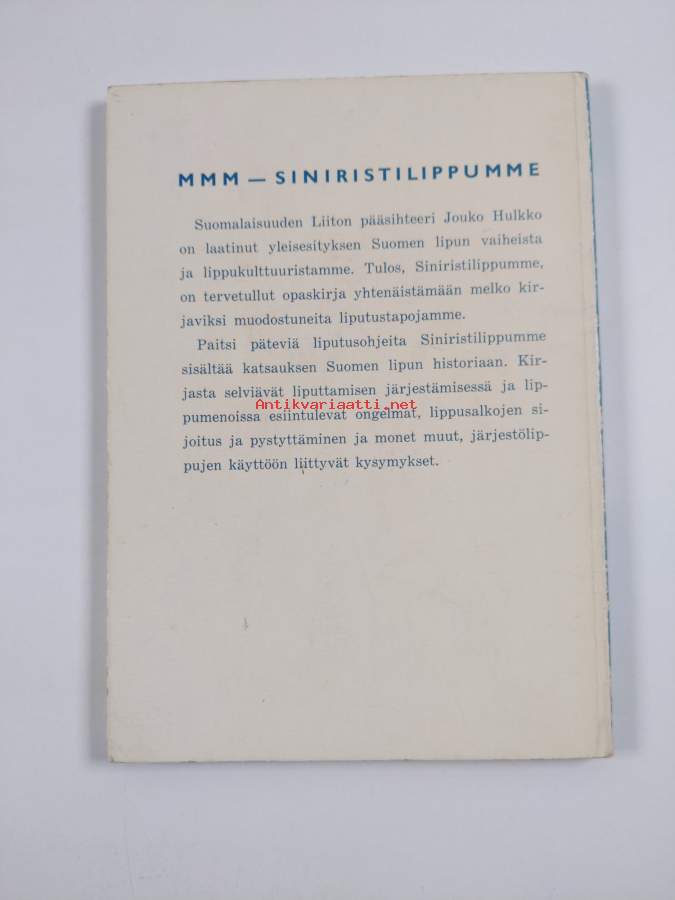 MMM — SINIRISTILIPPUMME
Suomalaisuuden Liiton pääsihteeri Jouko Hulkko
on laatinut yleisesityksen Suomen lipun vaiheista
ja lippukulttuuristamme. Tulos, Siniristilippumme,
on tervetullut opaskirja yhtenäistämään melko kir-
javiksi muodostuneita liputustapojamme.
Paitsi päteviä liputusohjeita Siniristilippumme
sisältää katsauksen Suomen lipun historiaan. Kir-
jasta selviävät liputtamisen järjestämisessä ja lip-
Antikvariaatti.net
pumenoissa esiintulevat ongelmat, lippusalkojen si-
joitus ja pystyttäminen ja monet muut, järjestölip-
pujen käyttöön liittyvät kysymykset.